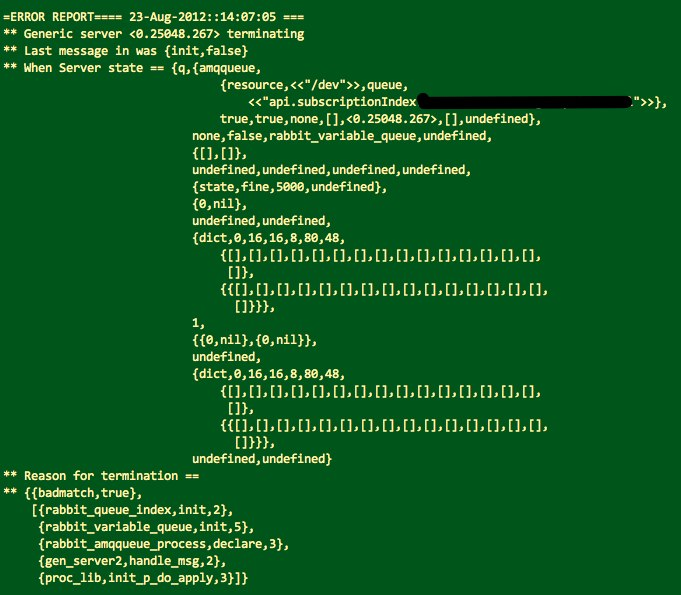 =ERROR REPORT==== 23-Aug-2012::14:07:05 ===
** Generic server <0.25048.267> terminating
** Last message in was {init,false}
** When Server state == {q,{amqqueue,
{resource,<<"/dev">>,queue,
<<"api.subscriptionIndex ">>},
true,true,none,[],<0.25048.267>,[],undefined},
none,false,rabbit_variable_queue,undefined,
{[],[]},
undefined,undefined,undefined,undefined,
{state,fine,5000,undefined},
{0,nil},
undefined,undefined,
{dict,0,16,16,8,80,48,
{[],[],[],[],[],[],[],[],[],[],[],[],[],[],[],
[]},
{{[],[],[],[],[],[],[],[],[],[],[],[],[],[],[],
[]}}},
1,
{{0,nil},{0,nil}},
undefined,
{dict,0,16,16,8,80,48,
{[],[],[],[],[],[],[],[],[],[],[],[],[],[],[],
[]},
{{[],[],[],[],[],[],[],[],[],[],[],[],[],[],[],
[]}}},
undefined,undefined}
** Reason for termination ==
** {{badmatch,true},
[{rabbit_queue_index,init,2},
{rabbit_variable_queue,init,5},
{rabbit_amqqueue_process,declare,3},
{gen_server2,handle_msg,2},
{proc_lib,init_p_do_apply,3}]}